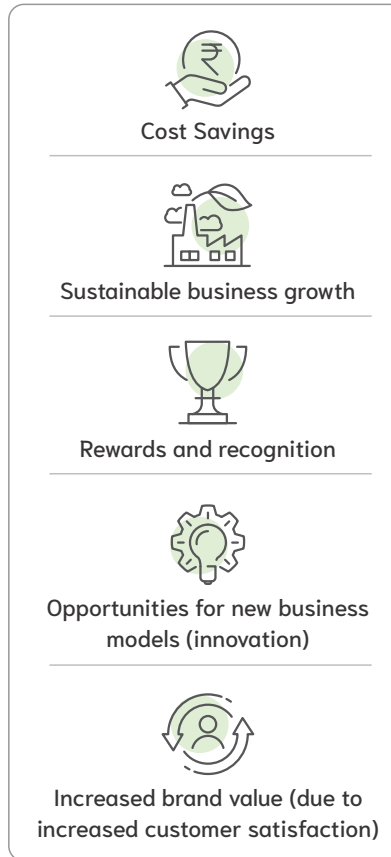 ₹
Cost Savings
Sustainable business growth
Rewards and recognition
Opportunities for new business
models (innovation)
Increased brand value (due to
increased customer satisfaction)